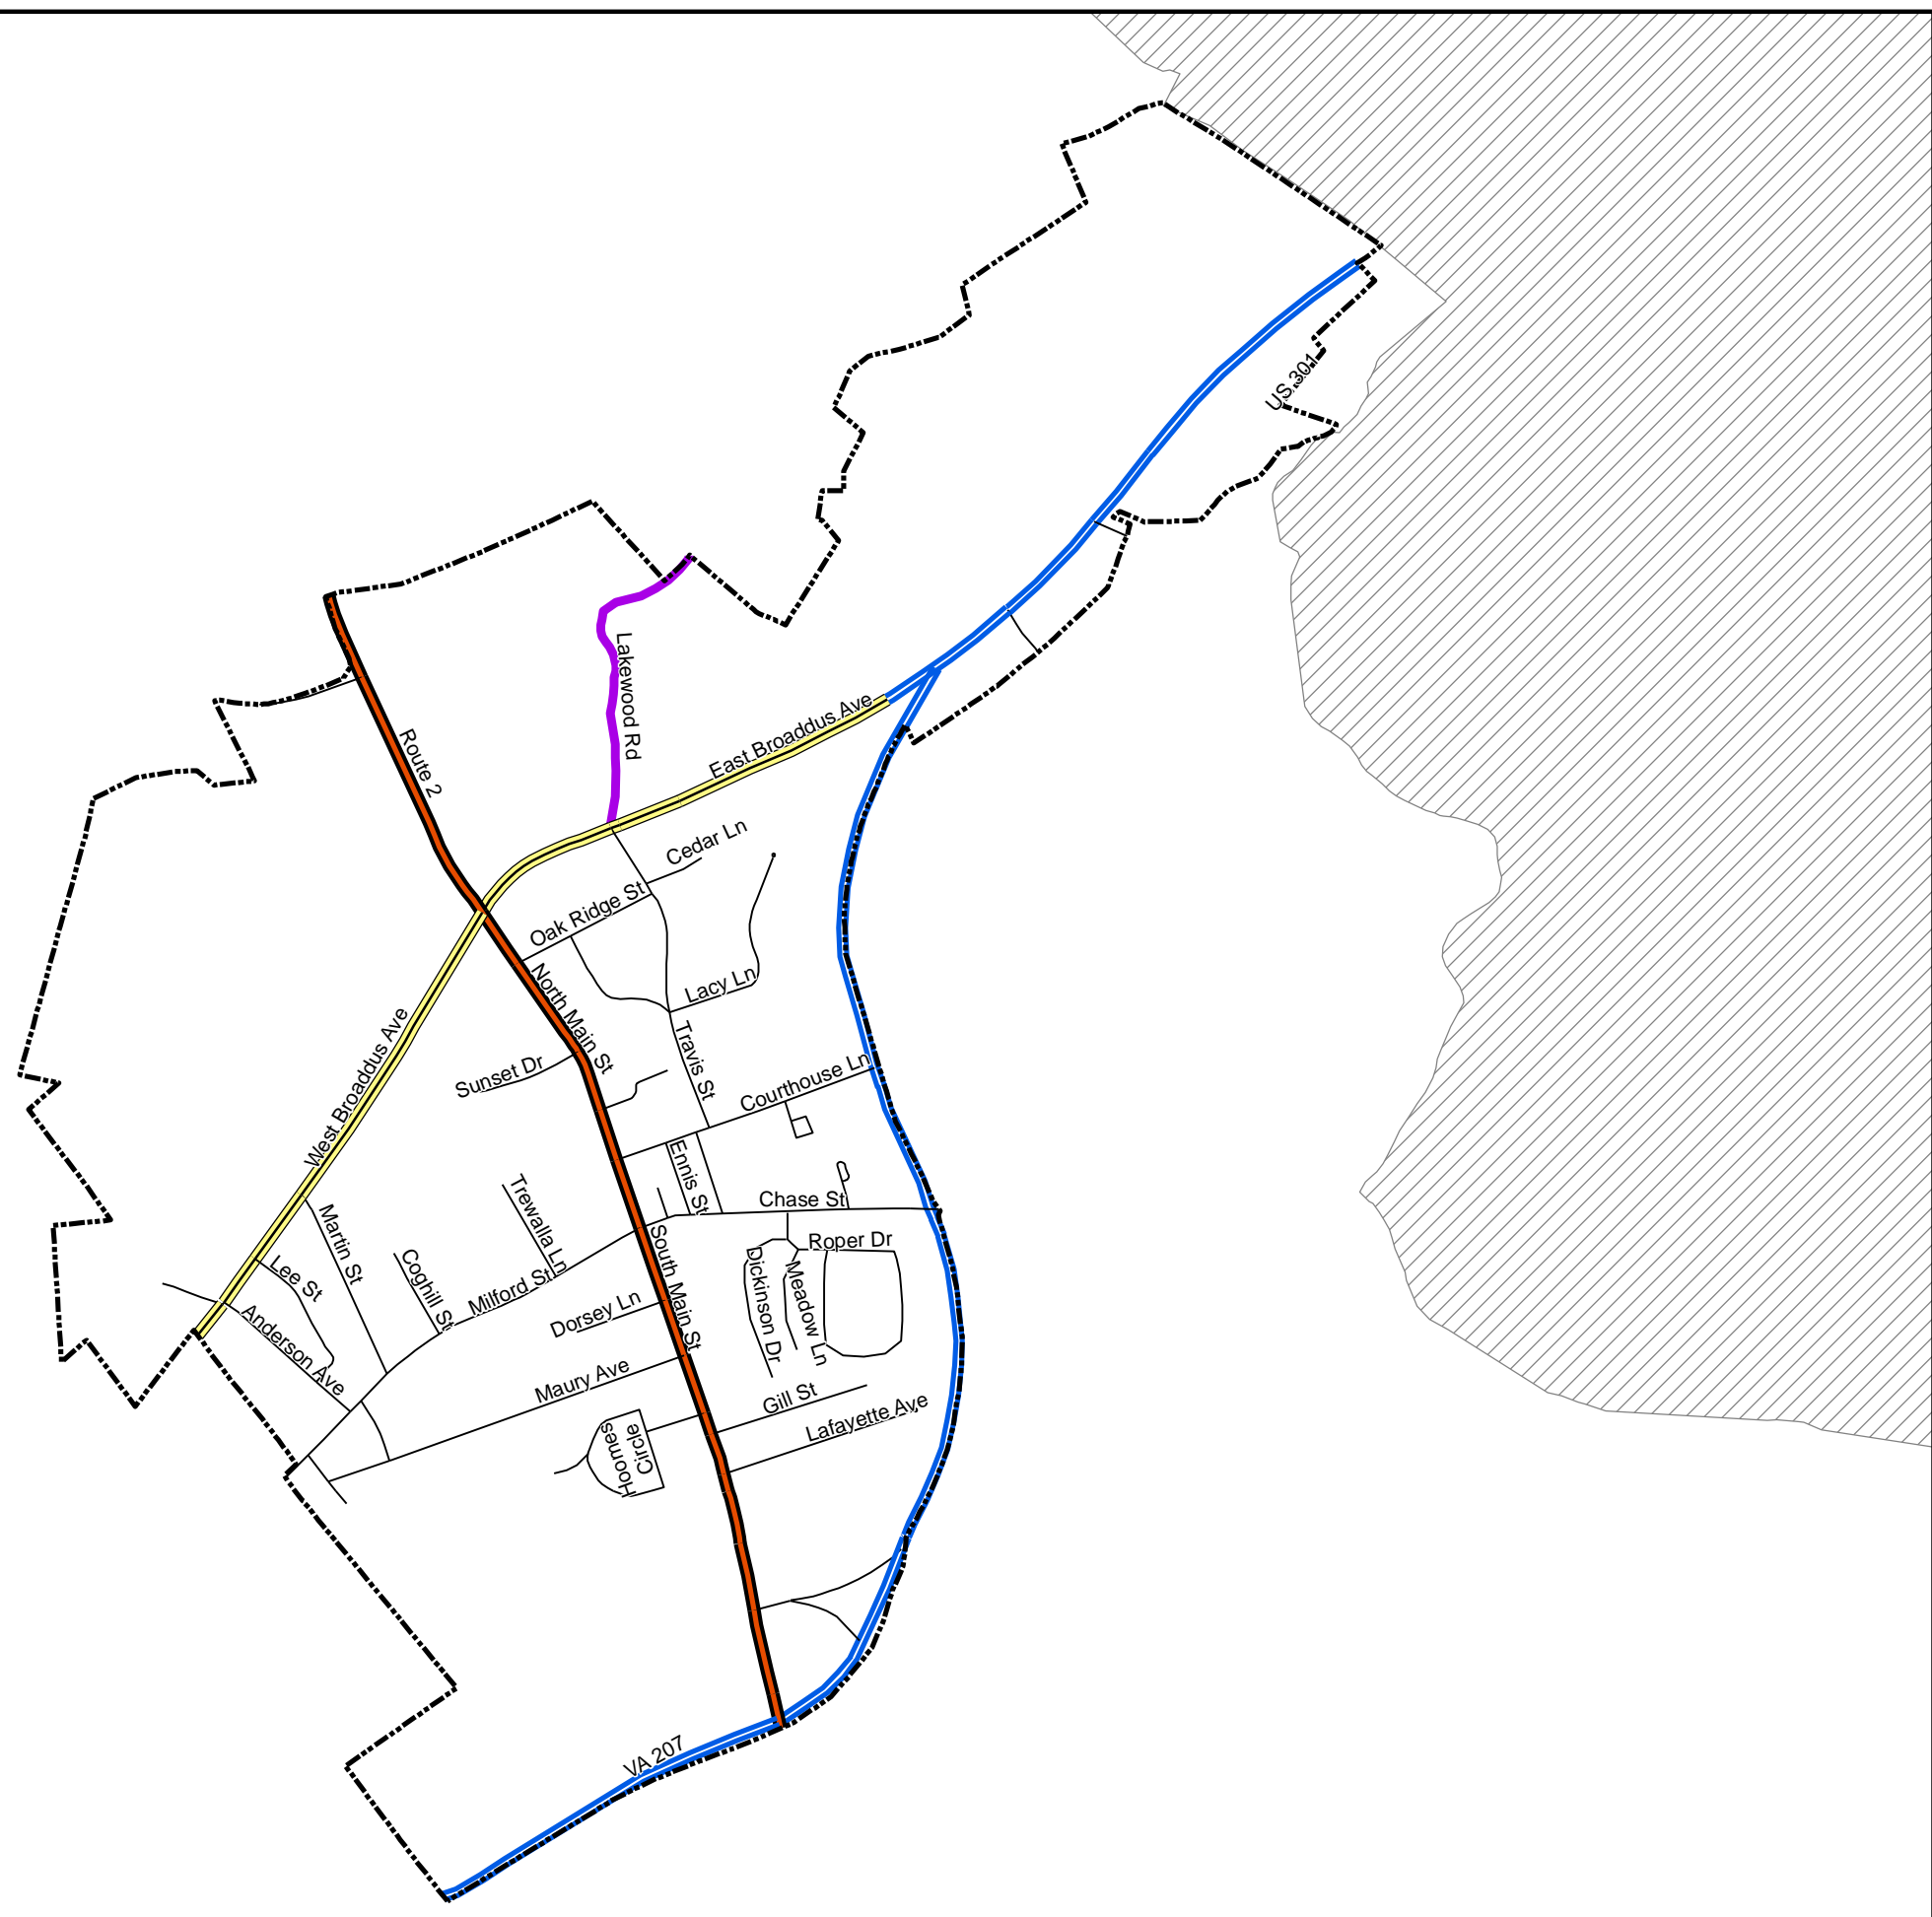 US 301
Lakewood Rd
East Broaddus Ave
Route 2
Cedar Ln
Oak Ridge St
North Main St
Lacy Ln
West Broaddus Ave
Travis St
Sunset Dr
Courthouse Ln
Ennis St
Trewalla Ln
Chase St
Martin St
South Main St
Roper Dr
Lee St
Coghill St
Milford St
Dickinson Dr
Meadow Ln
Anderson Ave
Dorsey Ln
Maury Ave
Gill St
Lafayette Ave
Hoomes
Circle
VA 207